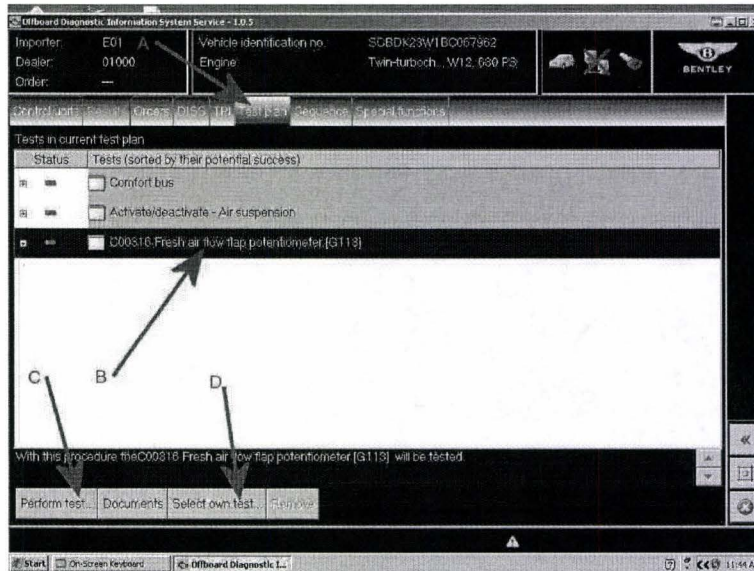 Offboard Diagnostic Information System Service - 1.0.5
Importer: E01 Vehicle identification no.
Dealer: 01000 Engine: Twin-turboch., W12,
Order: ---
BENTLEY
A
Control units Orders DISS TPI Test plan Sequence Special functions
Tests in current test plan
Status Tests (sorted by their potential success)
Comfort bus
Activate/deactivate - Air suspension
C00316 Fresh air flow flap potentiometer [G113]
C B D
With this procedure the C00316 Fresh air flow flap potentiometer [G113] will be tested.
Perform test... Documents Select own test... Remove
Start On-Screen Keyboard Offboard Diagnostic I...